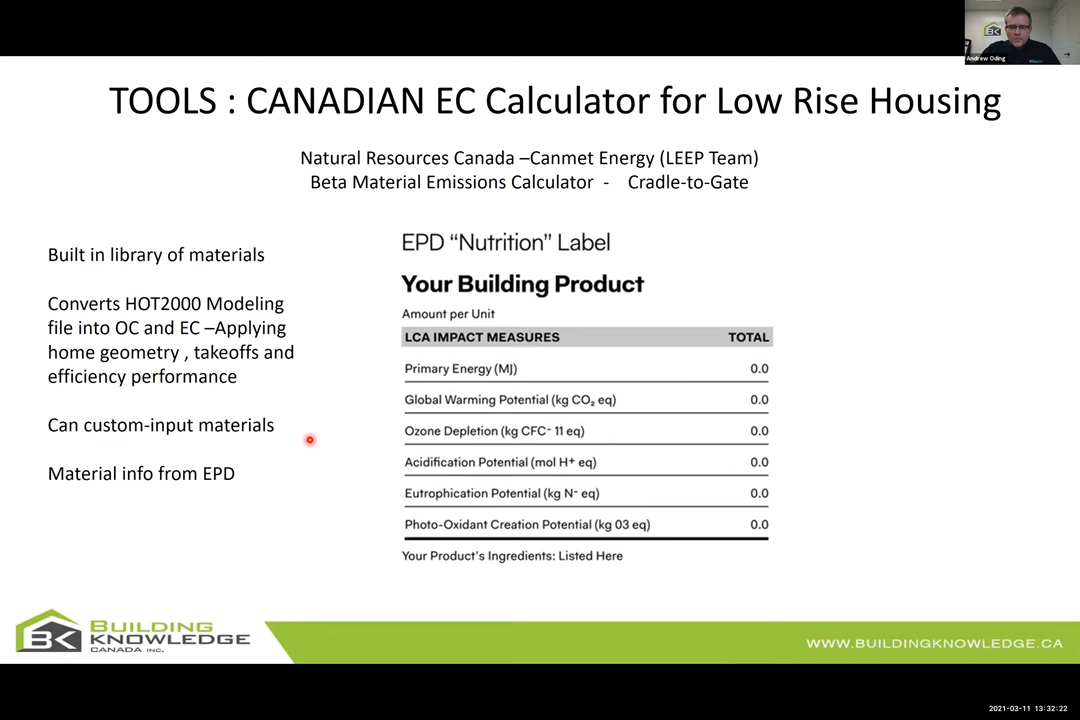 BK
Andrew Oding
TOOLS : CANADIAN EC Calculator for Low Rise Housing
Natural Resources Canada –Canmet Energy (LEEP Team)
Beta Material Emissions Calculator - Cradle-to-Gate
Built in library of materials
Converts HOT2000 Modeling
file into OC and EC –Applying
home geometry , takeoffs and
efficiency performance
Can custom-input materials
Material info from EPD
EPD “Nutrition” Label
Your Building Product
Amount per Unit
LCA IMPACT MEASURES TOTAL
Primary Energy (MJ) 0.0
Global Warming Potential (kg CO₂ eq) 0.0
Ozone Depletion (kg CFC- 11 eq) 0.0
Acidification Potential (mol H+ eq) 0.0
Eutrophication Potential (kg N- eq) 0.0
Photo-Oxidant Creation Potential (kg 03 eq) 0.0
Your Product's Ingredients: Listed Here
BK
BUILDING
KNOWLEDGE
CANADA INC.
WWW.BUILDINGKNOWLEDGE.CA
2021-03-11 13:32:22